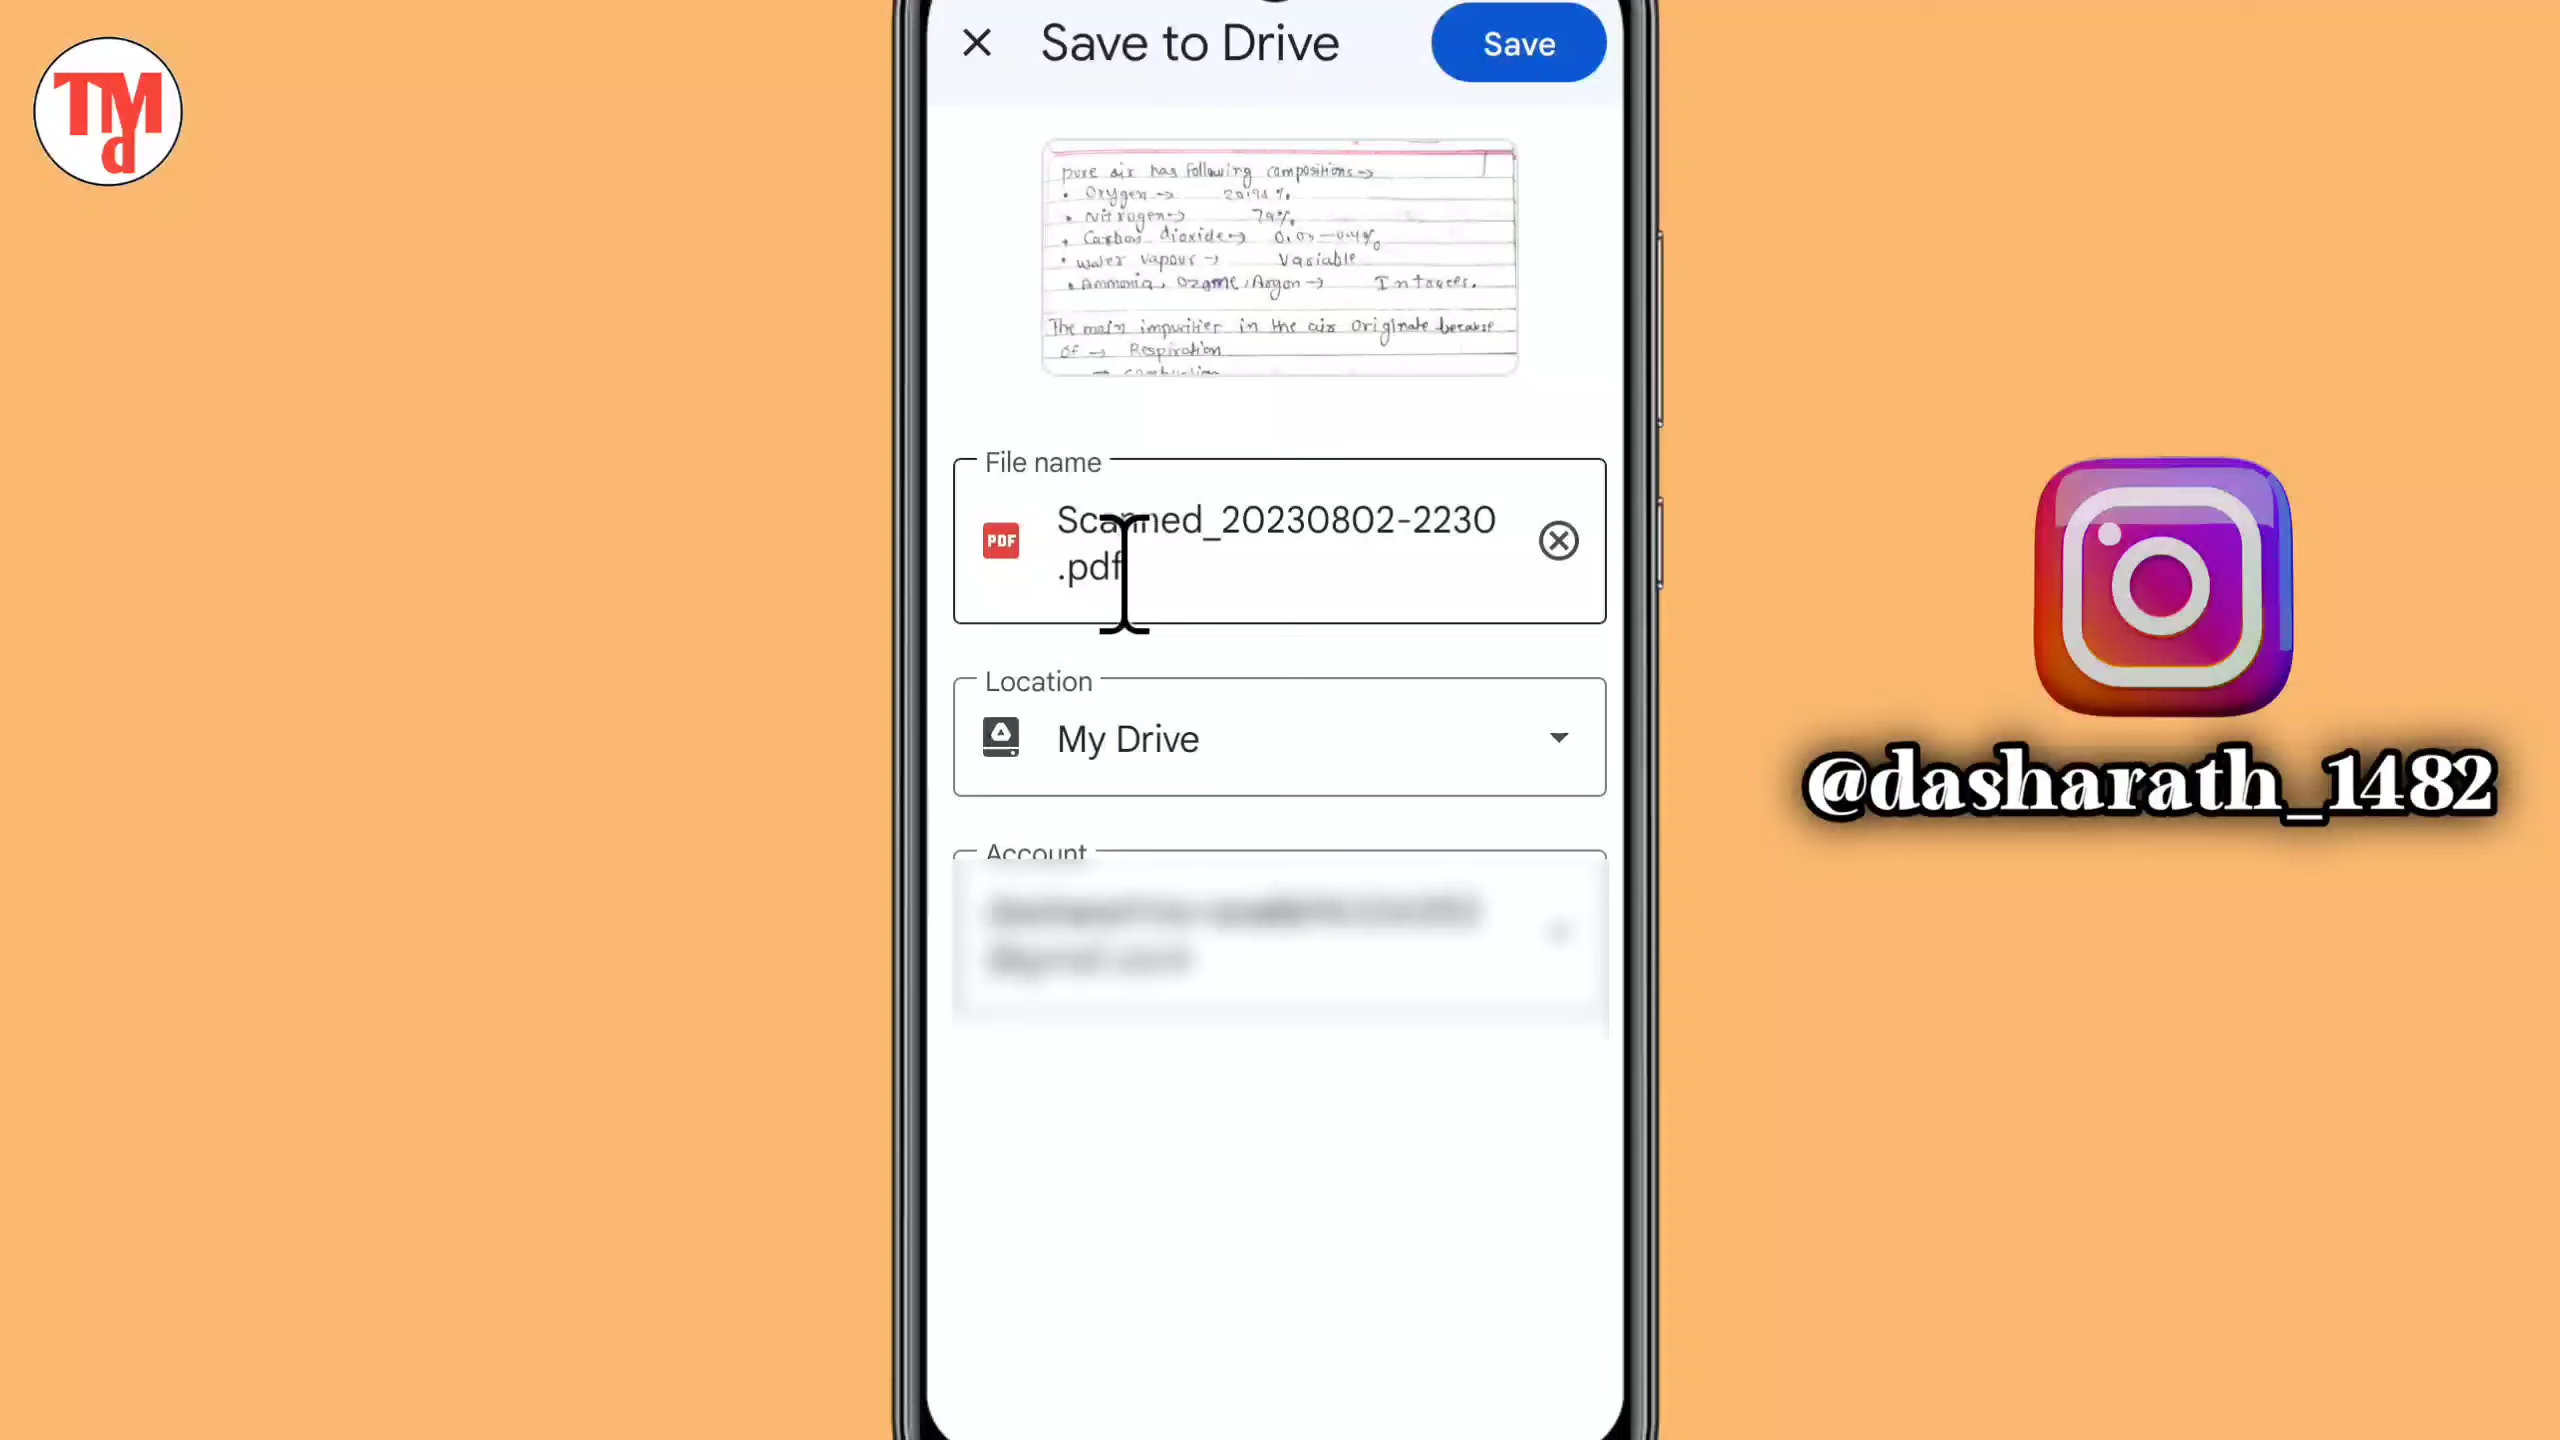 TMd
Save to Drive
Save
pure air has following compositions→
• Oxygen →
• Nitrogen→
• Carbon dioxide→
• water vapour → Variable
• Ammonia, Ozone, Argon→
The main impurities in the air Originate because
of → Respiration
→ combustion
File name
PDF
Scanned_20230802-2230
.pdf
Location
My Drive
Account
@dasharath_1482